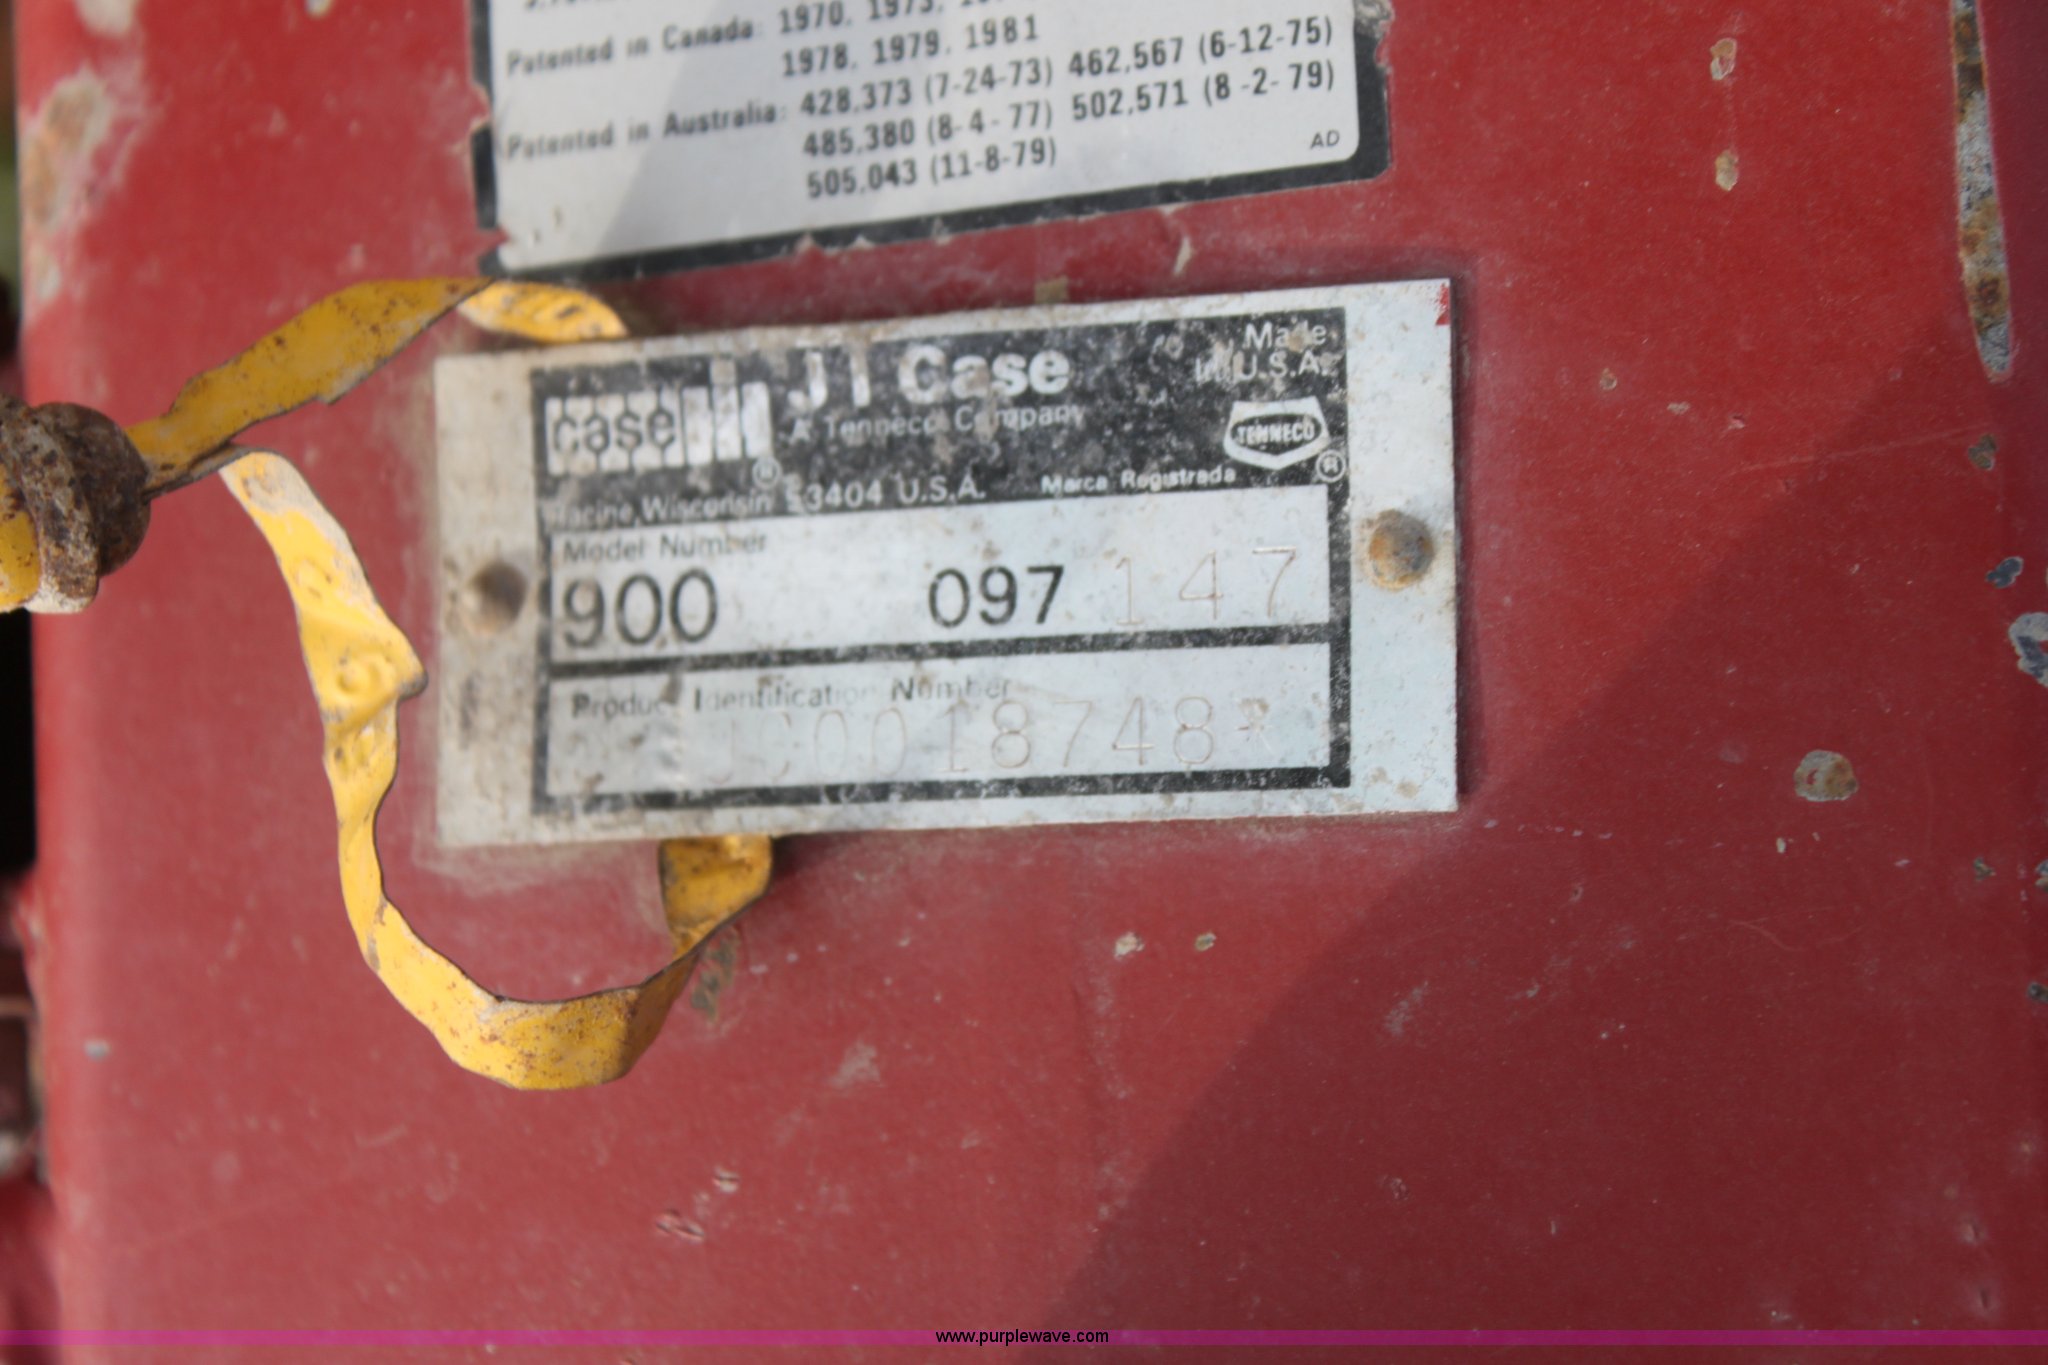 Patented in Canada: 1970, 1973,
1978, 1979, 1981
Patented in Australia: 428,373 (7-24-73) 462,567 (6-12-75)
485,380 (8-4-77) 502,571 (8-2-79)
505,043 (11-8-79)
AD
case IH
J I Case
A Tenneco Company
Made
In U.S.A.
TENNECO
®
®
Racine, Wisconsin 53404 U.S.A. Marca Registrada
Model Number
900 097 147
Product Identification Number
JC0018748*
www.purplewave.com